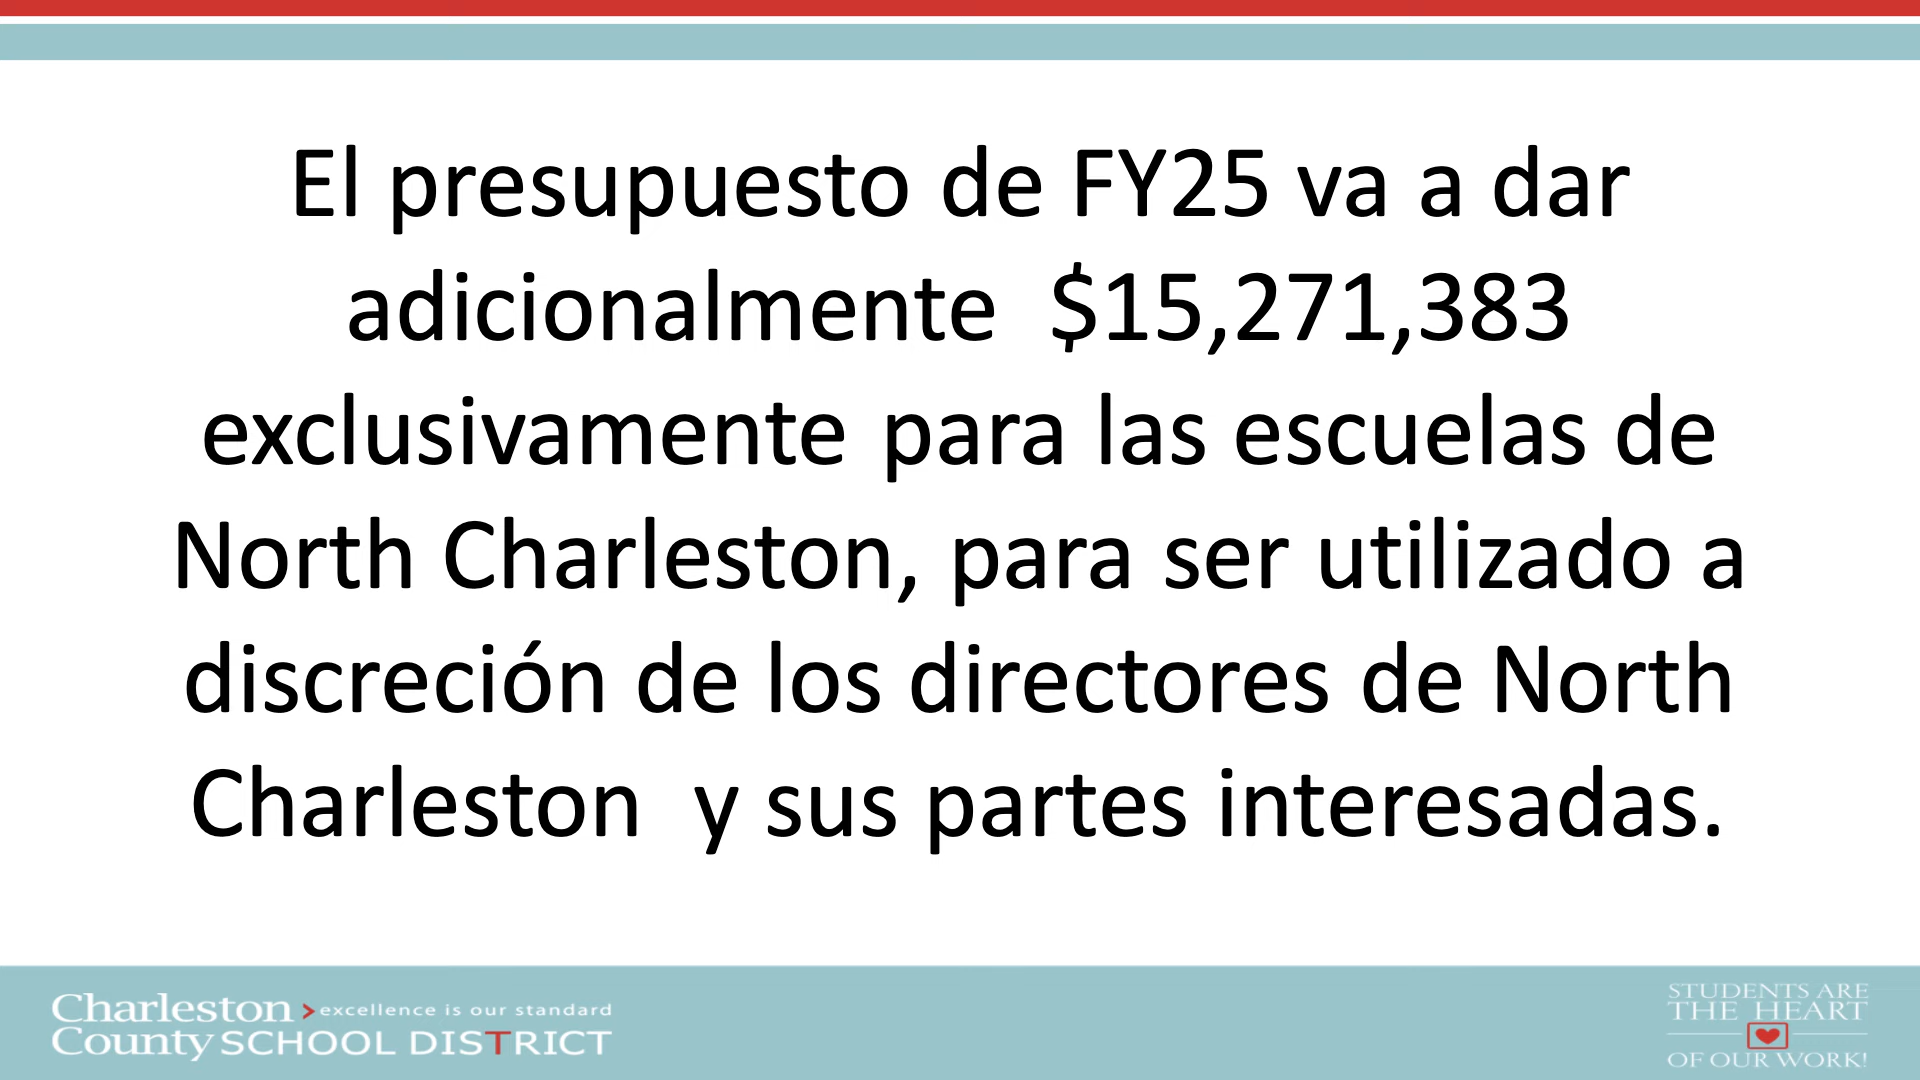 El presupuesto de FY25 va a dar
adicionalmente  $15,271,383
exclusivamente para las escuelas de
North Charleston, para ser utilizado a
discreción de los directores de North
Charleston  y sus partes interesadas.
Charleston >excellence is our standard
County SCHOOL DISTRICT
STUDENTS ARE
THE HEART
OF OUR WORK!